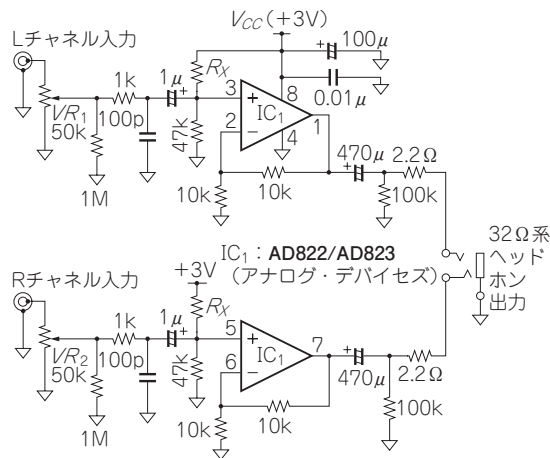 Lチャネル入力
VCC(+3V)
100μ
1k
1μ
RX
0.01μ
VR1
50k
100p
47k
3
8
2
IC1
1
4
1M
10k
10k
470μ
2.2Ω
100k
IC1：AD822/AD823
（アナログ・デバイセズ）
32Ω系
ヘッド
ホン
出力
Rチャネル入力
+3V
1k
1μ
RX
VR2
50k
100p
47k
5
6
IC1
7
470μ
2.2Ω
1M
10k
10k
100k